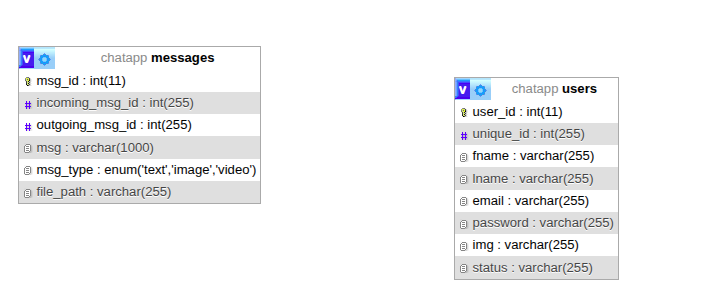 v chatapp messages
msg_id : int(11)
# incoming_msg_id : int(255)
# outgoing_msg_id : int(255)
msg : varchar(1000)
msg_type : enum('text','image','video')
file_path : varchar(255)
v chatapp users
user_id : int(11)
# unique_id : int(255)
fname : varchar(255)
lname : varchar(255)
email : varchar(255)
password : varchar(255)
img : varchar(255)
status : varchar(255)